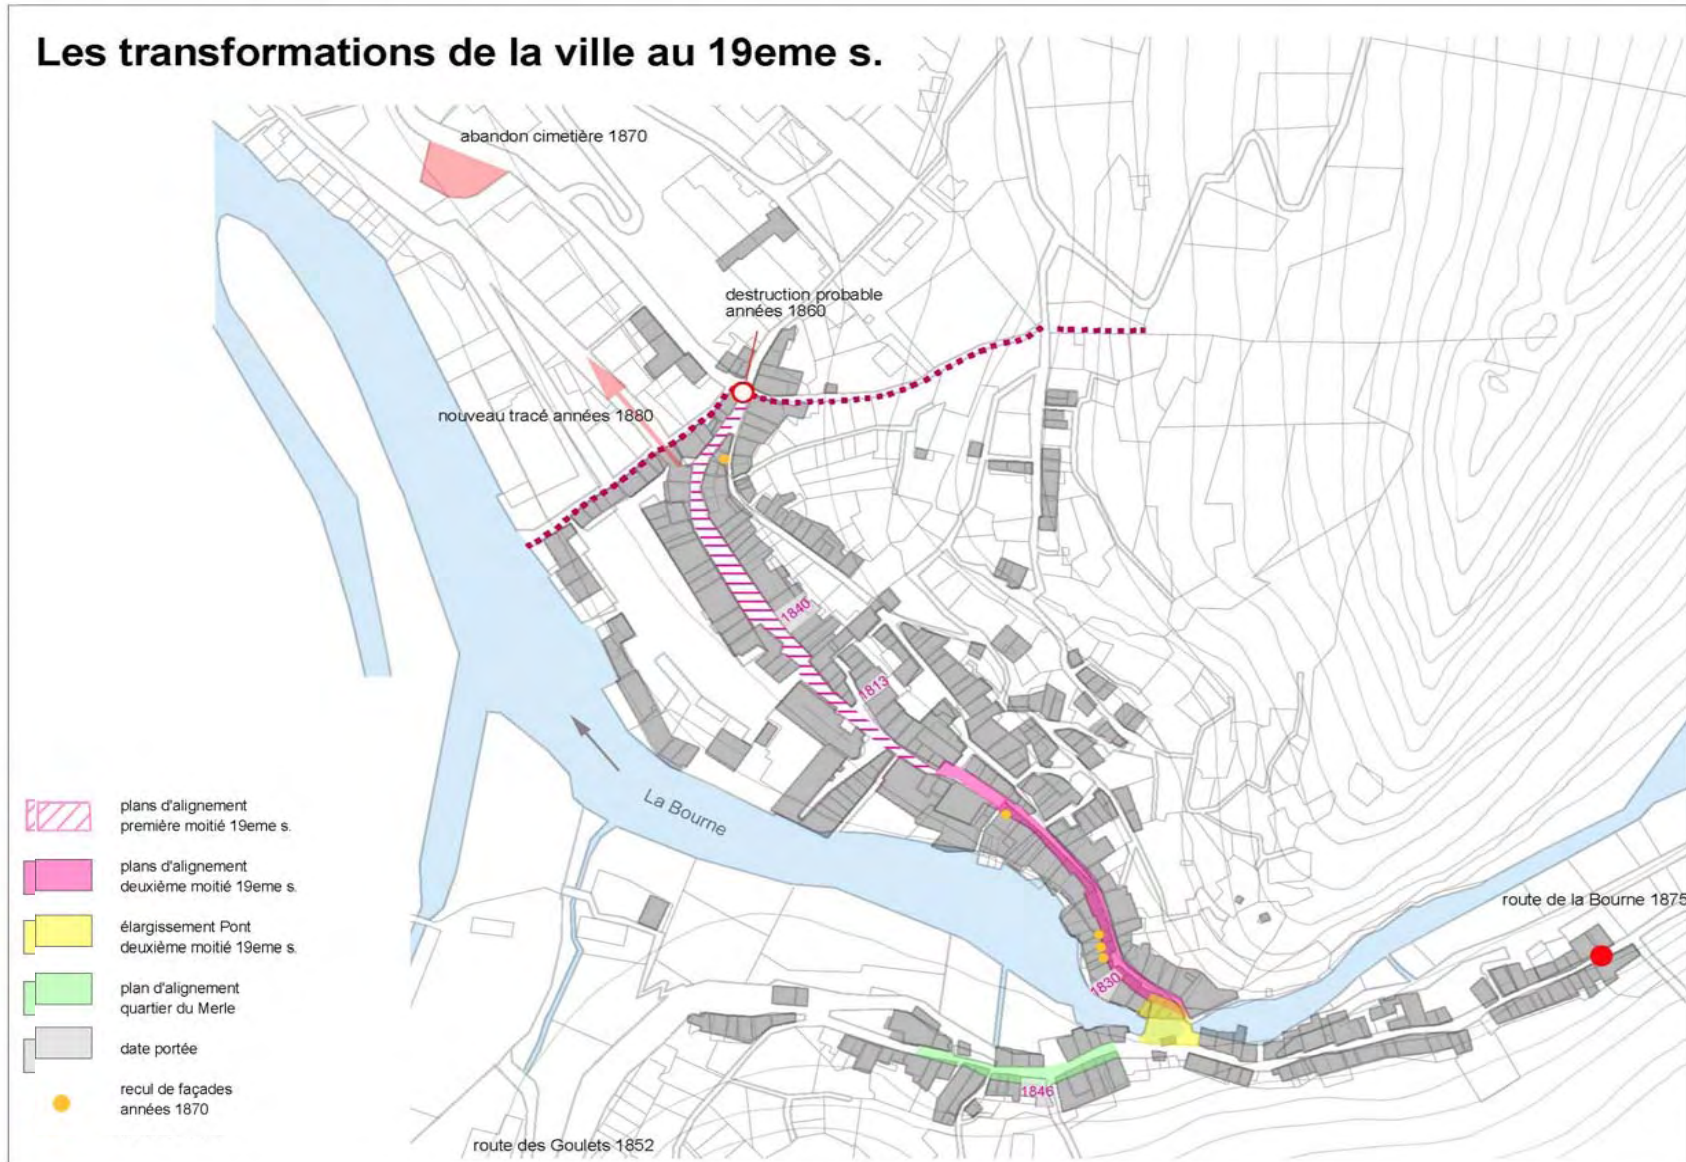 Les transformations de la ville au 19eme s.
abandon cimetière 1870
destruction probable
années 1860
nouveau tracé années 1880
1840
1813
La Bourne
plans d'alignement
première moitié 19eme s.
plans d'alignement
deuxième moitié 19eme s.
élargissement Pont
deuxième moitié 19eme s.
plan d'alignement
quartier du Merle
date portée
recul de façades
années 1870
route de la Bourne 1875
1830
1846
route des Goulets 1852